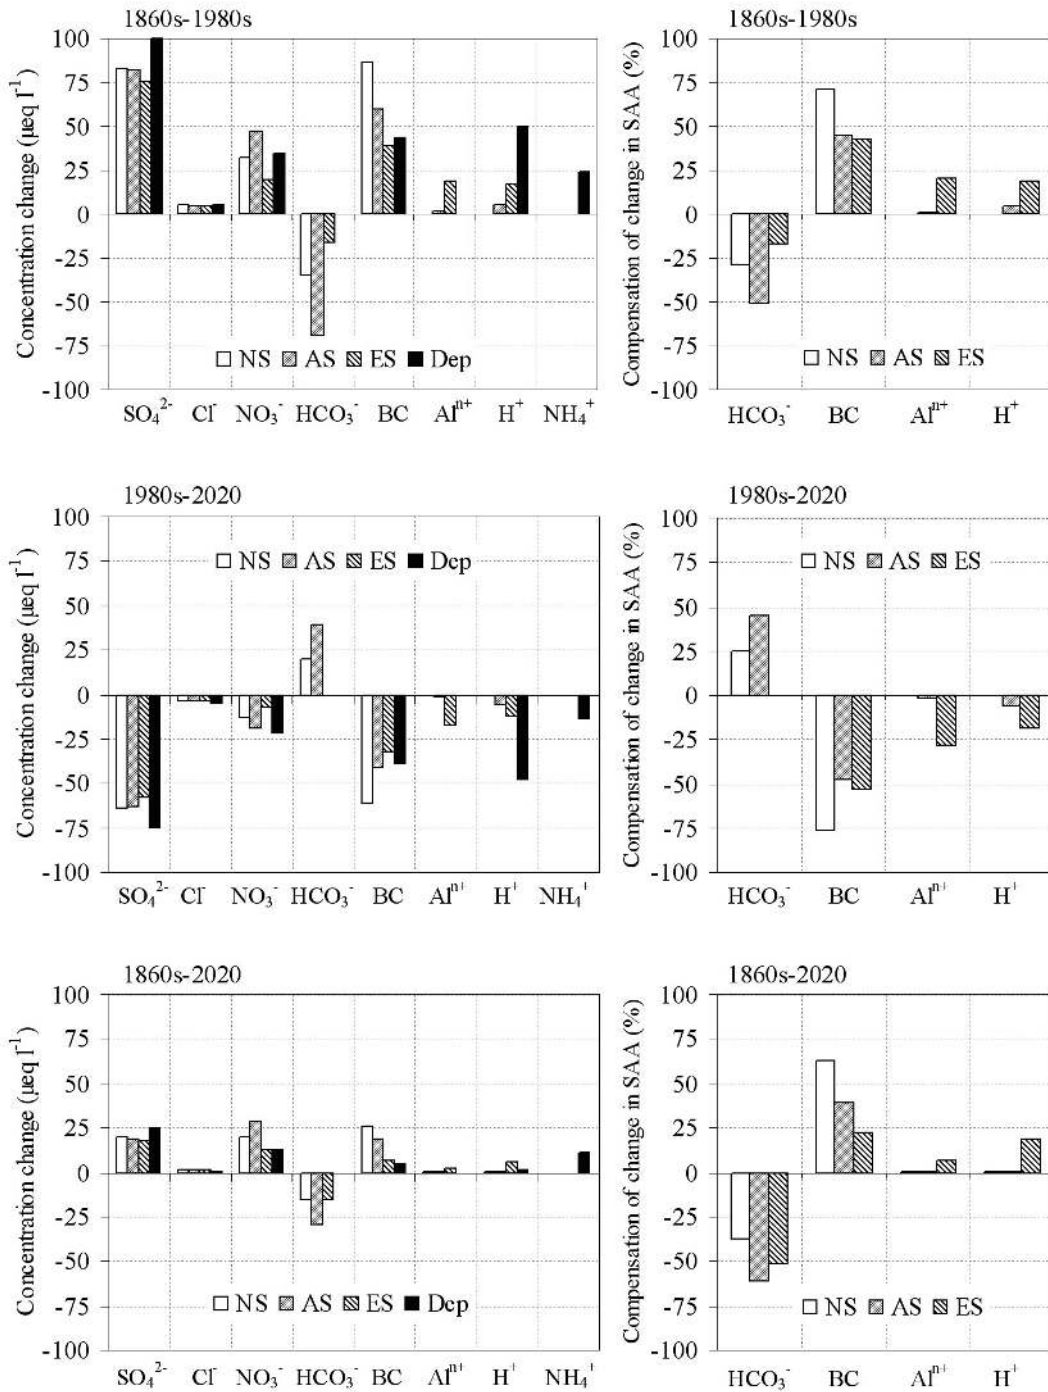 1860s-1980s
Concentration change (µeq l⁻¹)
100
75
50
25
0
-25
-50
-75
-100
NS AS ES Dep
SO₄²⁻ Cl⁻ NO₃⁻ HCO₃⁻ BC Alⁿ⁺ H⁺ NH₄⁺
1860s-1980s
Compensation of change in SAA (%)
100
75
50
25
0
-25
-50
-75
-100
NS AS ES
HCO₃⁻ BC Alⁿ⁺ H⁺
1980s-2020
Concentration change (µeq l⁻¹)
100
75
50
25
0
-25
-50
-75
-100
NS AS ES Dep
SO₄²⁻ Cl⁻ NO₃⁻ HCO₃⁻ BC Alⁿ⁺ H⁺ NH₄⁺
1980s-2020
Compensation of change in SAA (%)
100
75
50
25
0
-25
-50
-75
-100
NS AS ES
HCO₃⁻ BC Alⁿ⁺ H⁺
1860s-2020
Concentration change (µeq l⁻¹)
100
75
50
25
0
-25
-50
-75
-100
NS AS ES Dep
SO₄²⁻ Cl⁻ NO₃⁻ HCO₃⁻ BC Alⁿ⁺ H⁺ NH₄⁺
1860s-2020
Compensation of change in SAA (%)
100
75
50
25
0
-25
-50
-75
-100
NS AS ES
HCO₃⁻ BC Alⁿ⁺ H⁺